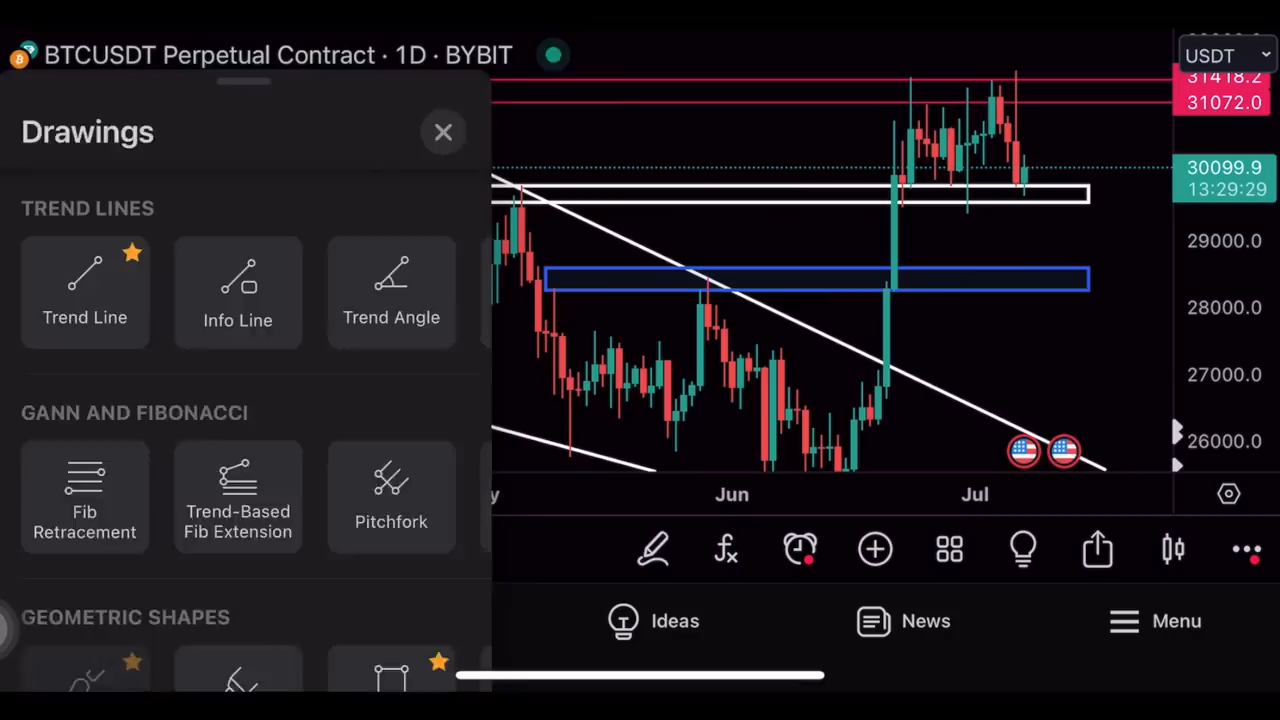 BTCUSDT Perpetual Contract · 1D · BYBIT
USDT
31418.2
31072.0
30099.9
13:29:29
29000.0
28000.0
27000.0
26000.0
Drawings
TREND LINES
Trend Line
Info Line
Trend Angle
GANN AND FIBONACCI
Fib
Retracement
Trend-Based
Fib Extension
Pitchfork
GEOMETRIC SHAPES
y
Jun
Jul
Ideas
News
Menu